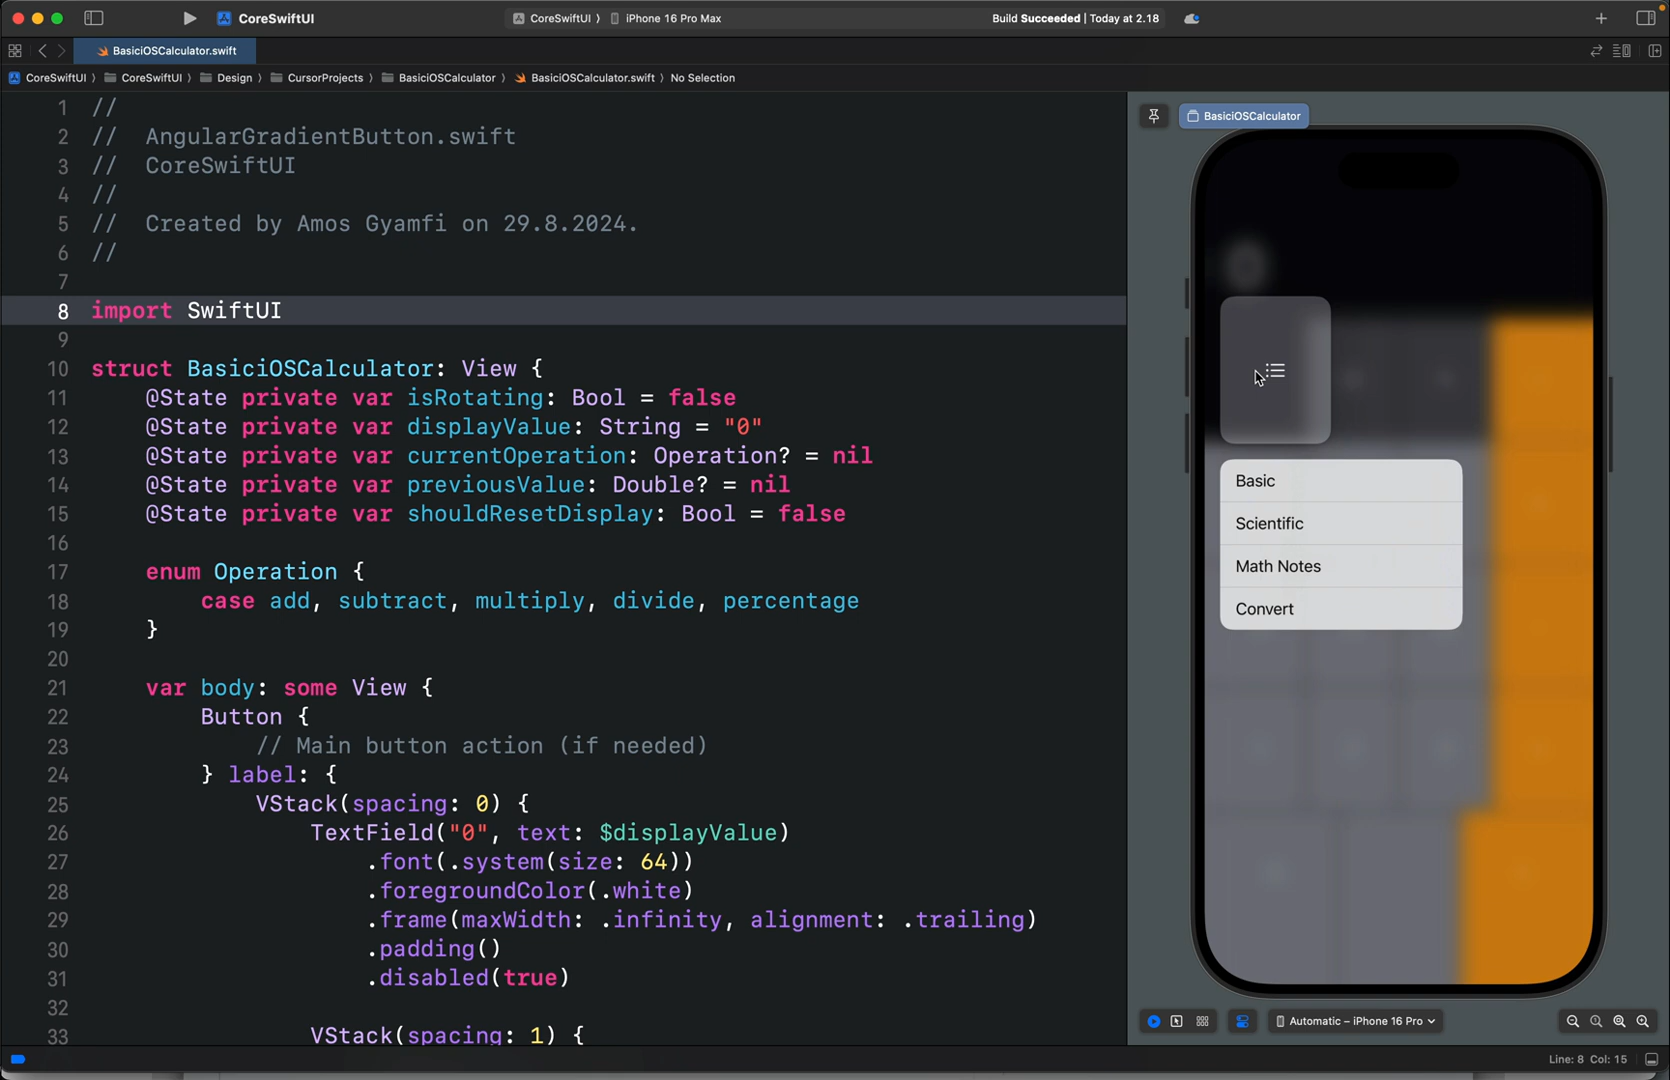 CoreSwiftUI
CoreSwiftUI 〉 iPhone 16 Pro Max
Build Succeeded | Today at 2.18
BasiciOSCalculator.swift
CoreSwiftUI 〉 CoreSwiftUI 〉 Design 〉 CursorProjects 〉 BasiciOSCalculator 〉 BasiciOSCalculator.swift 〉 No Selection
1 //
2 //  AngularGradientButton.swift
3 //  CoreSwiftUI
4 //
5 //  Created by Amos Gyamfi on 29.8.2024.
6 //
7
8 import SwiftUI
9
10 struct BasiciOSCalculator: View {
11     @State private var isRotating: Bool = false
12     @State private var displayValue: String = "0"
13     @State private var currentOperation: Operation? = nil
14     @State private var previousValue: Double? = nil
15     @State private var shouldResetDisplay: Bool = false
16
17     enum Operation {
18         case add, subtract, multiply, divide, percentage
19     }
20
21     var body: some View {
22         Button {
23             // Main button action (if needed)
24         } label: {
25             VStack(spacing: 0) {
26                 TextField("0", text: $displayValue)
27                     .font(.system(size: 64))
28                     .foregroundColor(.white)
29                     .frame(maxWidth: .infinity, alignment: .trailing)
30                     .padding()
31                     .disabled(true)
32
33                 VStack(spacing: 1) {
BasiciOSCalculator
Basic
Scientific
Math Notes
Convert
Automatic – iPhone 16 Pro
Line: 8 Col: 15